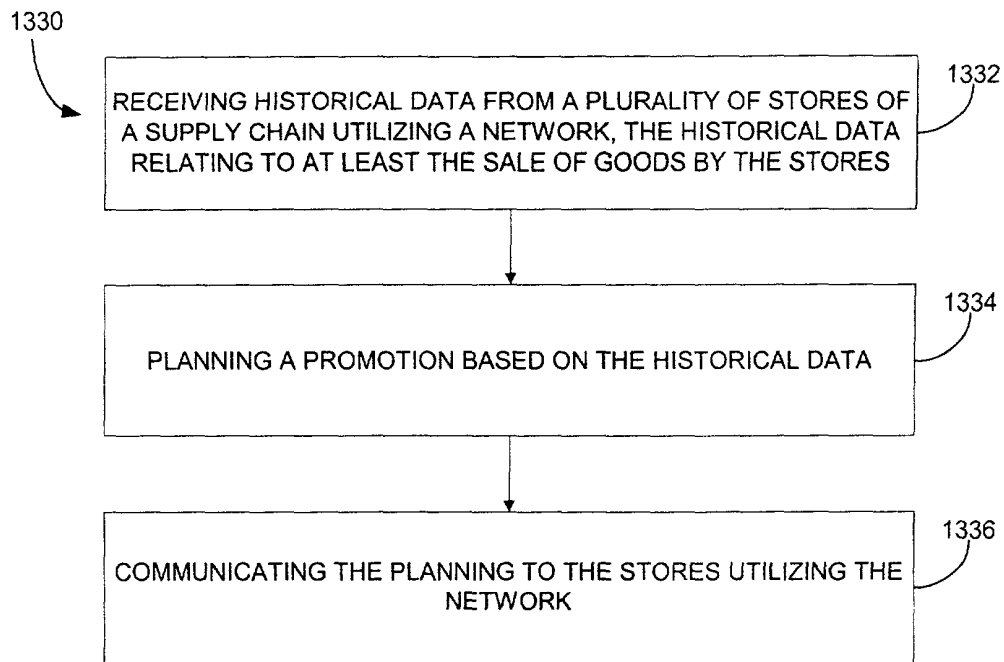 1330
1332
RECEIVING HISTORICAL DATA FROM A PLURALITY OF STORES OF
A SUPPLY CHAIN UTILIZING A NETWORK, THE HISTORICAL DATA
RELATING TO AT LEAST THE SALE OF GOODS BY THE STORES
1334
PLANNING A PROMOTION BASED ON THE HISTORICAL DATA
1336
COMMUNICATING THE PLANNING TO THE STORES UTILIZING THE
NETWORK